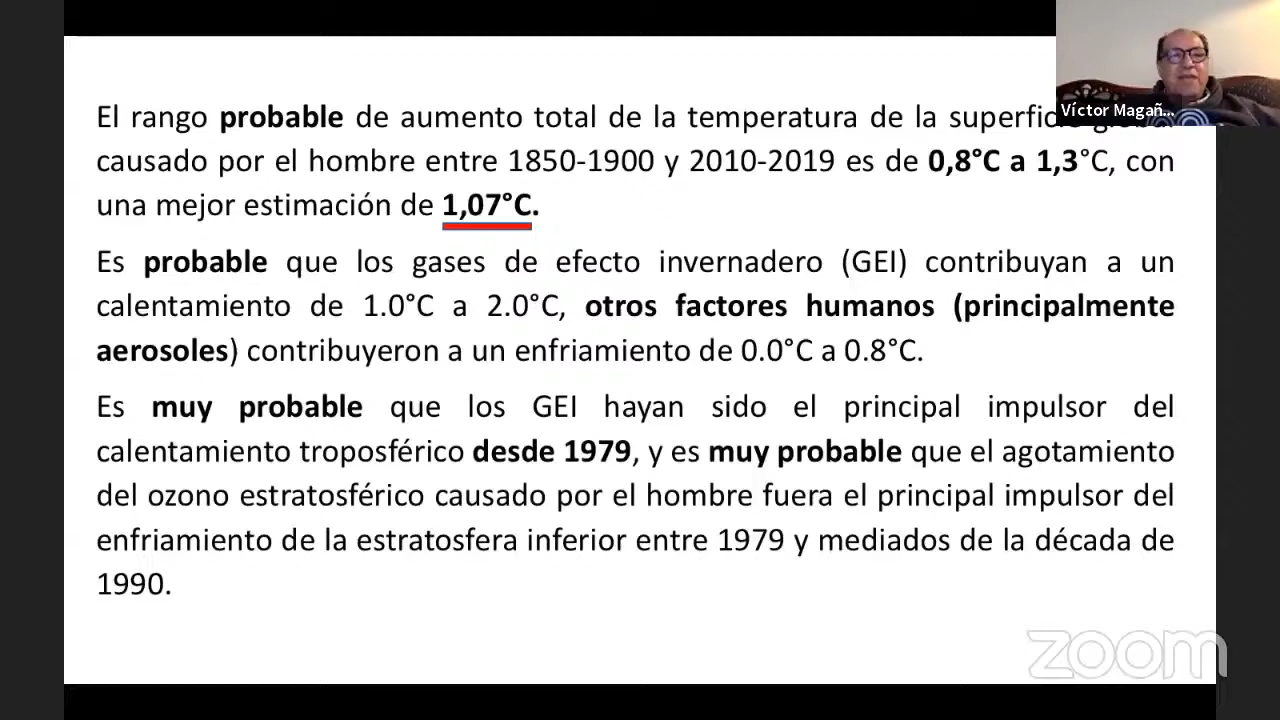 El rango probable de aumento total de la temperatura de la
causado por el hombre entre 1850-1900 y 2010-2019 es de 0,8°C a 1,3°C, con
una mejor estimación de 1,07°C.
Es probable que los gases de efecto invernadero (GEI) contribuyan a un
calentamiento de 1.0°C a 2.0°C, otros factores humanos (principalmente
aerosoles) contribuyeron a un enfriamiento de 0.0°C a 0.8°C.
Es muy probable que los GEI hayan sido el principal impulsor del
calentamiento troposférico desde 1979, y es muy probable que el agotamiento
del ozono estratosférico causado por el hombre fuera el principal impulsor del
enfriamiento de la estratosfera inferior entre 1979 y mediados de la década de
1990.
Víctor Magañ...
zoom